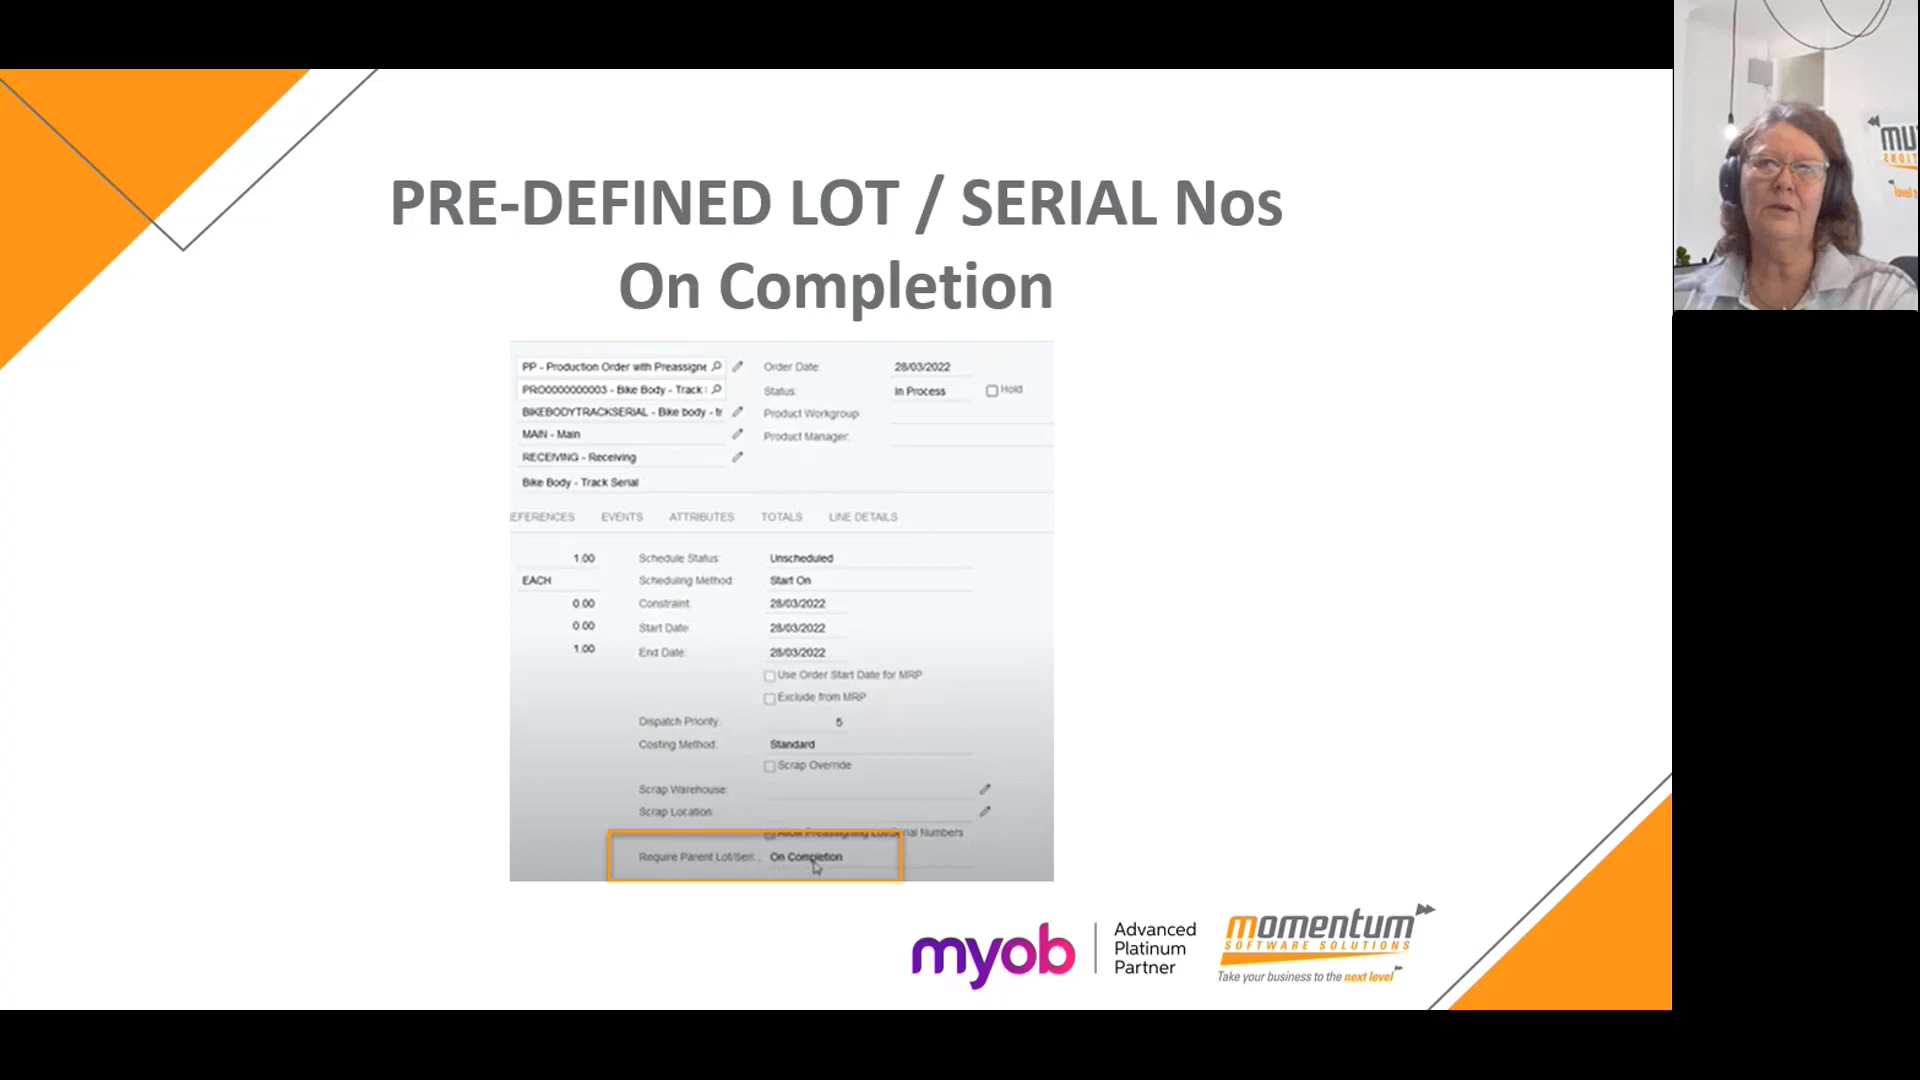 PRE-DEFINED LOT / SERIAL Nos
On Completion
PP - Production Order with Preassigne
Order Date: 28/03/2022
PRO0000000003 - Bike Body - Track
Status: In Process Hold
BIKEBODYTRACKSERIAL - Bike body - tr
Product Workgroup:
MAIN - Main
Product Manager:
RECEIVING - Receiving
Bike Body - Track Serial
EFERENCES EVENTS ATTRIBUTES TOTALS LINE DETAILS
1.00 Schedule Status: Unscheduled
EACH Scheduling Method: Start On
0.00 Constraint: 28/03/2022
0.00 Start Date: 28/03/2022
1.00 End Date: 28/03/2022
Use Order Start Date for MRP
Exclude from MRP
Dispatch Priority: 5
Costing Method: Standard
Scrap Override
Scrap Warehouse:
Scrap Location:
Allow Preassigning Lot/Serial Numbers
Require Parent Lot/Seri... On Completion
myob
Advanced
Platinum
Partner
momentum
SOFTWARE SOLUTIONS
Take your business to the next level